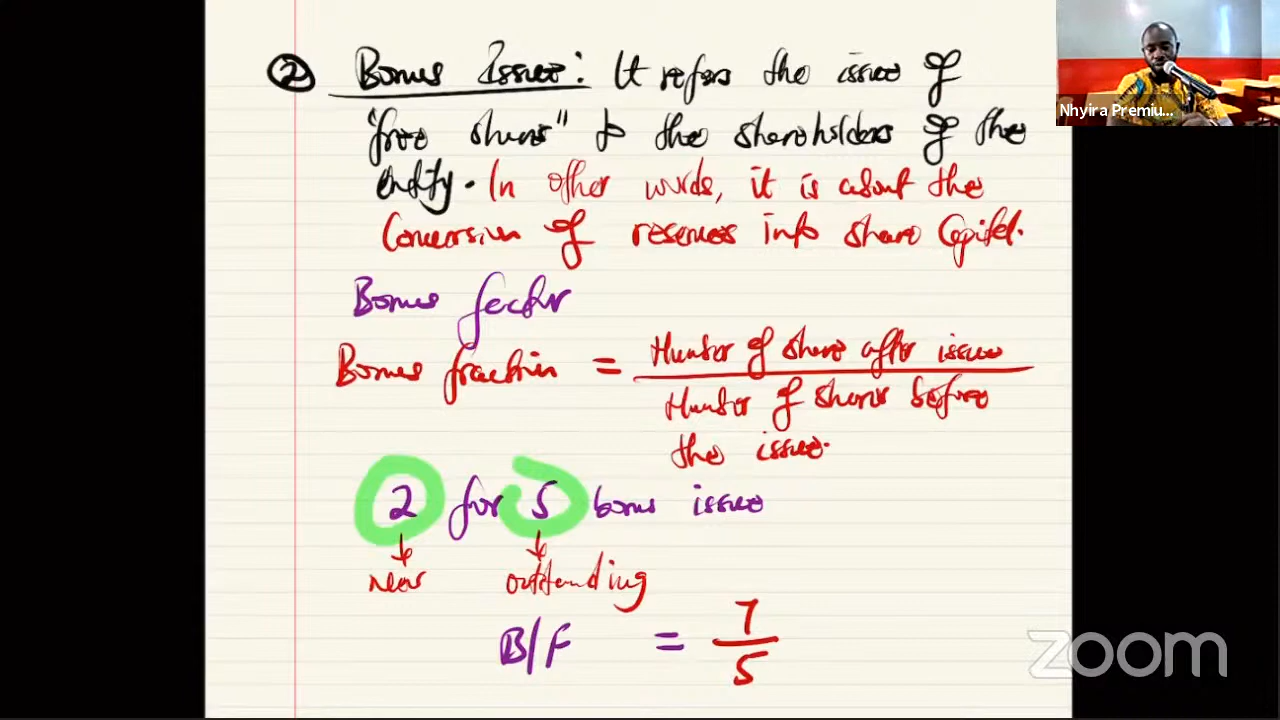 ② Bonus Issue: It refers the issue of
"free shares" to the shareholders of the
entity. In other words, it is about the
Conversion of reserves into share Capital.
Bonus factor
Bonus fraction = Number of share after issue
Number of shares before
the issue.
2 for 5 bonus issue
new outstanding
B/F = 7
5
Nhyira Premiu...
zoom